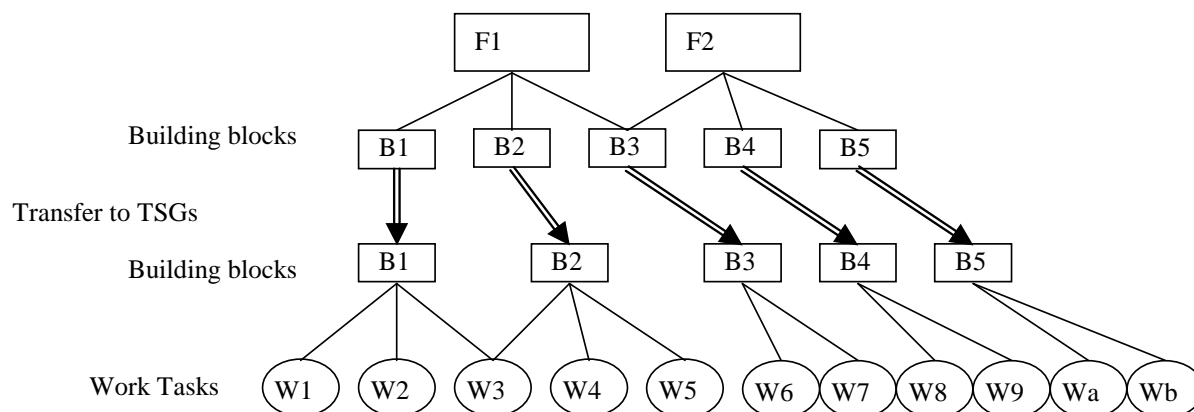 F1 F2
Building blocks B1 B2 B3 B4 B5
Transfer to TSGs
Building blocks B1 B2 B3 B4 B5
Work Tasks W1 W2 W3 W4 W5 W6 W7 W8 W9 Wa Wb